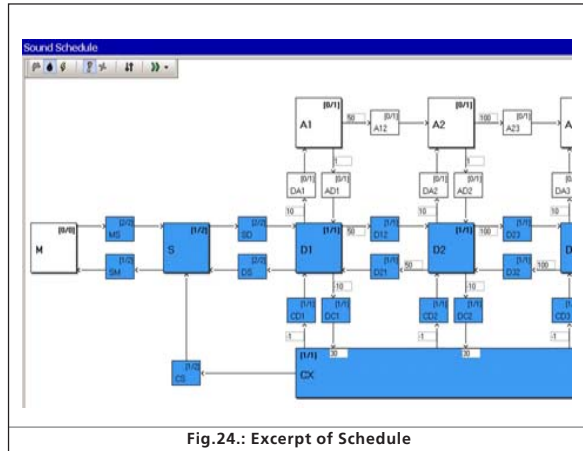 Sound Schedule
[0/1] [0/1]
A1 50 [0/1] A12 A2 100 [0/1] A23 A
1 1
[0/1] DA1 [0/1] AD1 [0/1] DA2 [0/1] AD2 [0/1] DA3
10 10 10
[0/0] M [2/2] MS [1/2] S [2/2] SD [1/1] D1 [1/1] D12 [1/1] D2 [1/1] D23 D
50 100
[1/2] SM [2/2] DS [1/1] D21 50 [1/1] D32 100
-10 -10
[1/1] CD1 [1/1] DC1 [1/1] CD2 [1/1] DC2 [1/1] CD3
-1 -1 -1
30 30
[1/1]
[1/2] CS CX
Fig.24.: Excerpt of Schedule